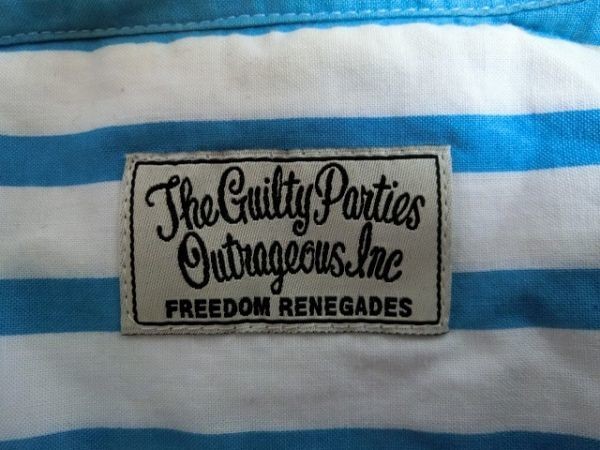 The Guilty Parties
Outrageous, Inc
FREEDOM RENEGADES